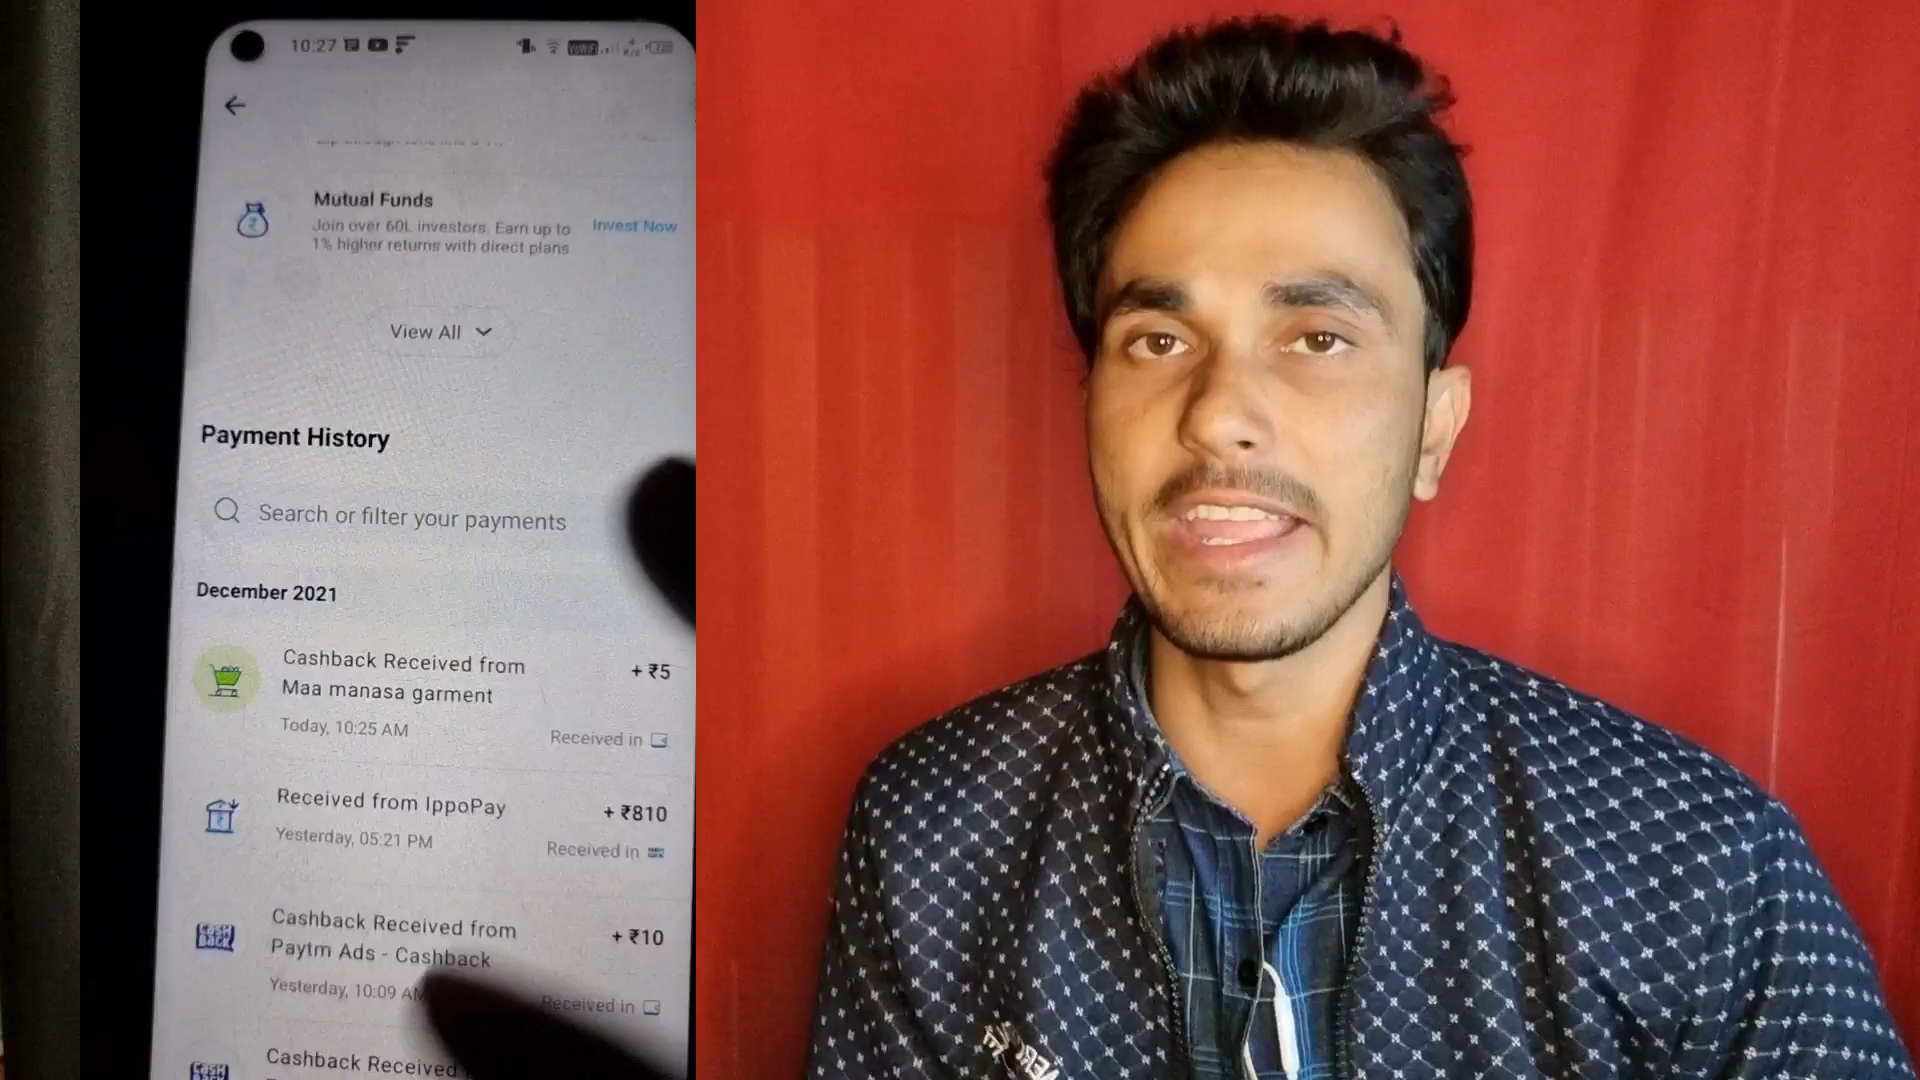 10:27
Mutual Funds
Join over 60L investors. Earn up to
1% higher returns with direct plans
Invest Now
View All
Payment History
Search or filter your payments
December 2021
Cashback Received from
Maa manasa garment
+ ₹5
Today, 10:25 AM
Received in
Received from IppoPay
+ ₹810
Yesterday, 05:21 PM
Received in
CASH
BACK
Cashback Received from
Paytm Ads - Cashback
+ ₹10
Yesterday, 10:09 AM
Received in
Cashback Received